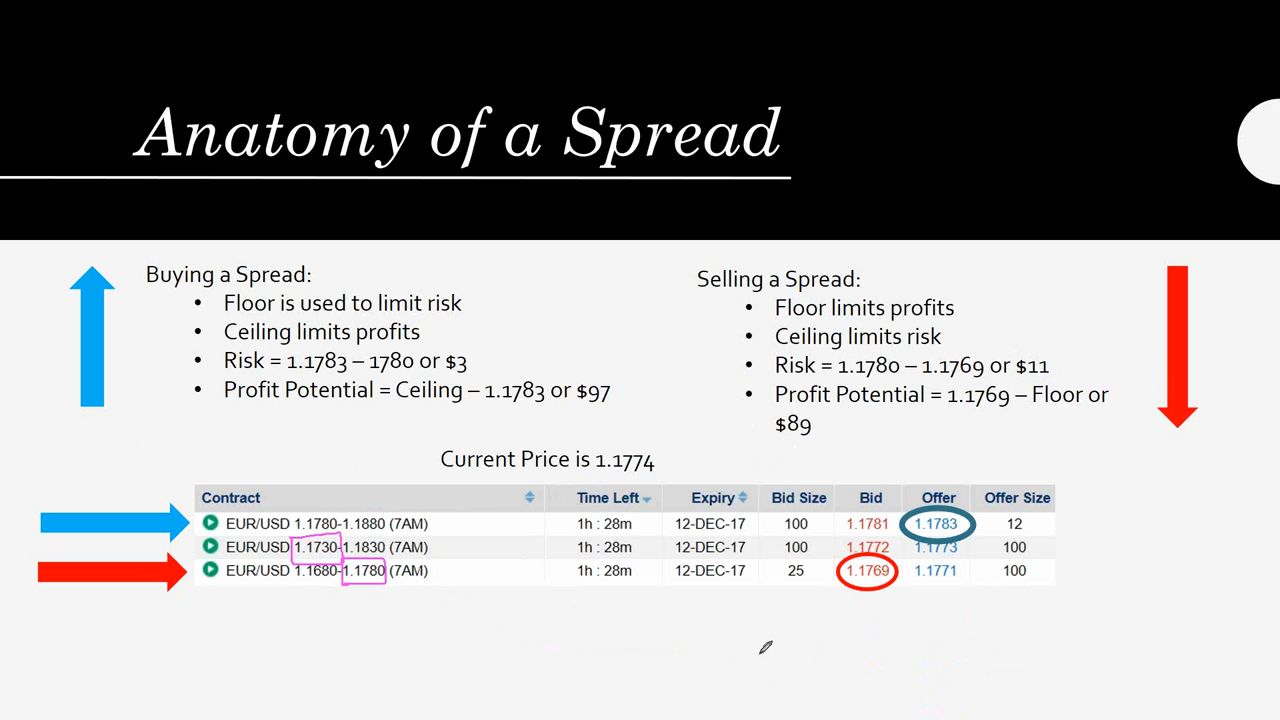 Anatomy of a Spread
Buying a Spread:
• Floor is used to limit risk
• Ceiling limits profits
• Risk = 1.1783 – 1780 or $3
• Profit Potential = Ceiling – 1.1783 or $97
Selling a Spread:
• Floor limits profits
• Ceiling limits risk
• Risk = 1.1780 – 1.1769 or $11
• Profit Potential = 1.1769 – Floor or
$89
Current Price is 1.1774
Contract Time Left Expiry Bid Size Bid Offer Offer Size
EUR/USD 1.1780-1.1880 (7AM) 1h : 28m 12-DEC-17 100 1.1781 1.1783 12
EUR/USD 1.1730-1.1830 (7AM) 1h : 28m 12-DEC-17 100 1.1772 1.1773 100
EUR/USD 1.1680-1.1780 (7AM) 1h : 28m 12-DEC-17 25 1.1769 1.1771 100